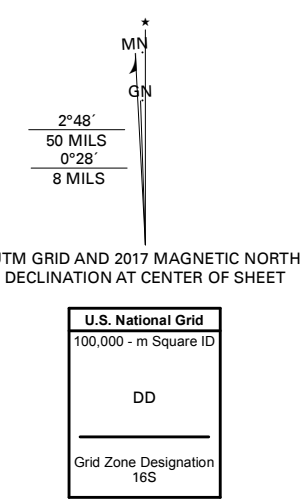 ★
MN
GN
2°48´
50 MILS
0°28´
8 MILS
UTM GRID AND 2017 MAGNETIC NORTH
DECLINATION AT CENTER OF SHEET
U.S. National Grid
100,000 - m Square ID
DD
Grid Zone Designation
16S